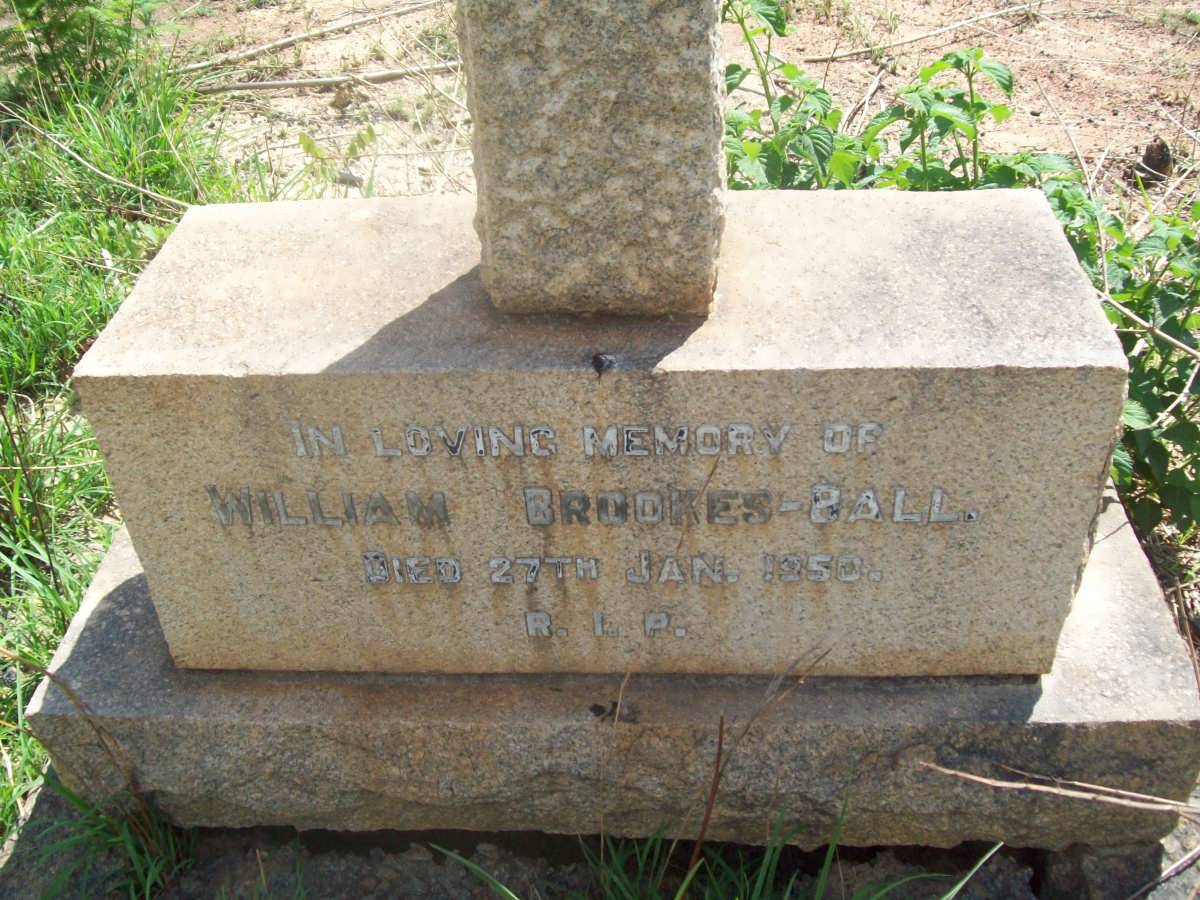 IN LOVING MEMORY OF
WILLIAM BROOKES-BALL.
DIED 27TH JAN. 1950.
R. I. P.